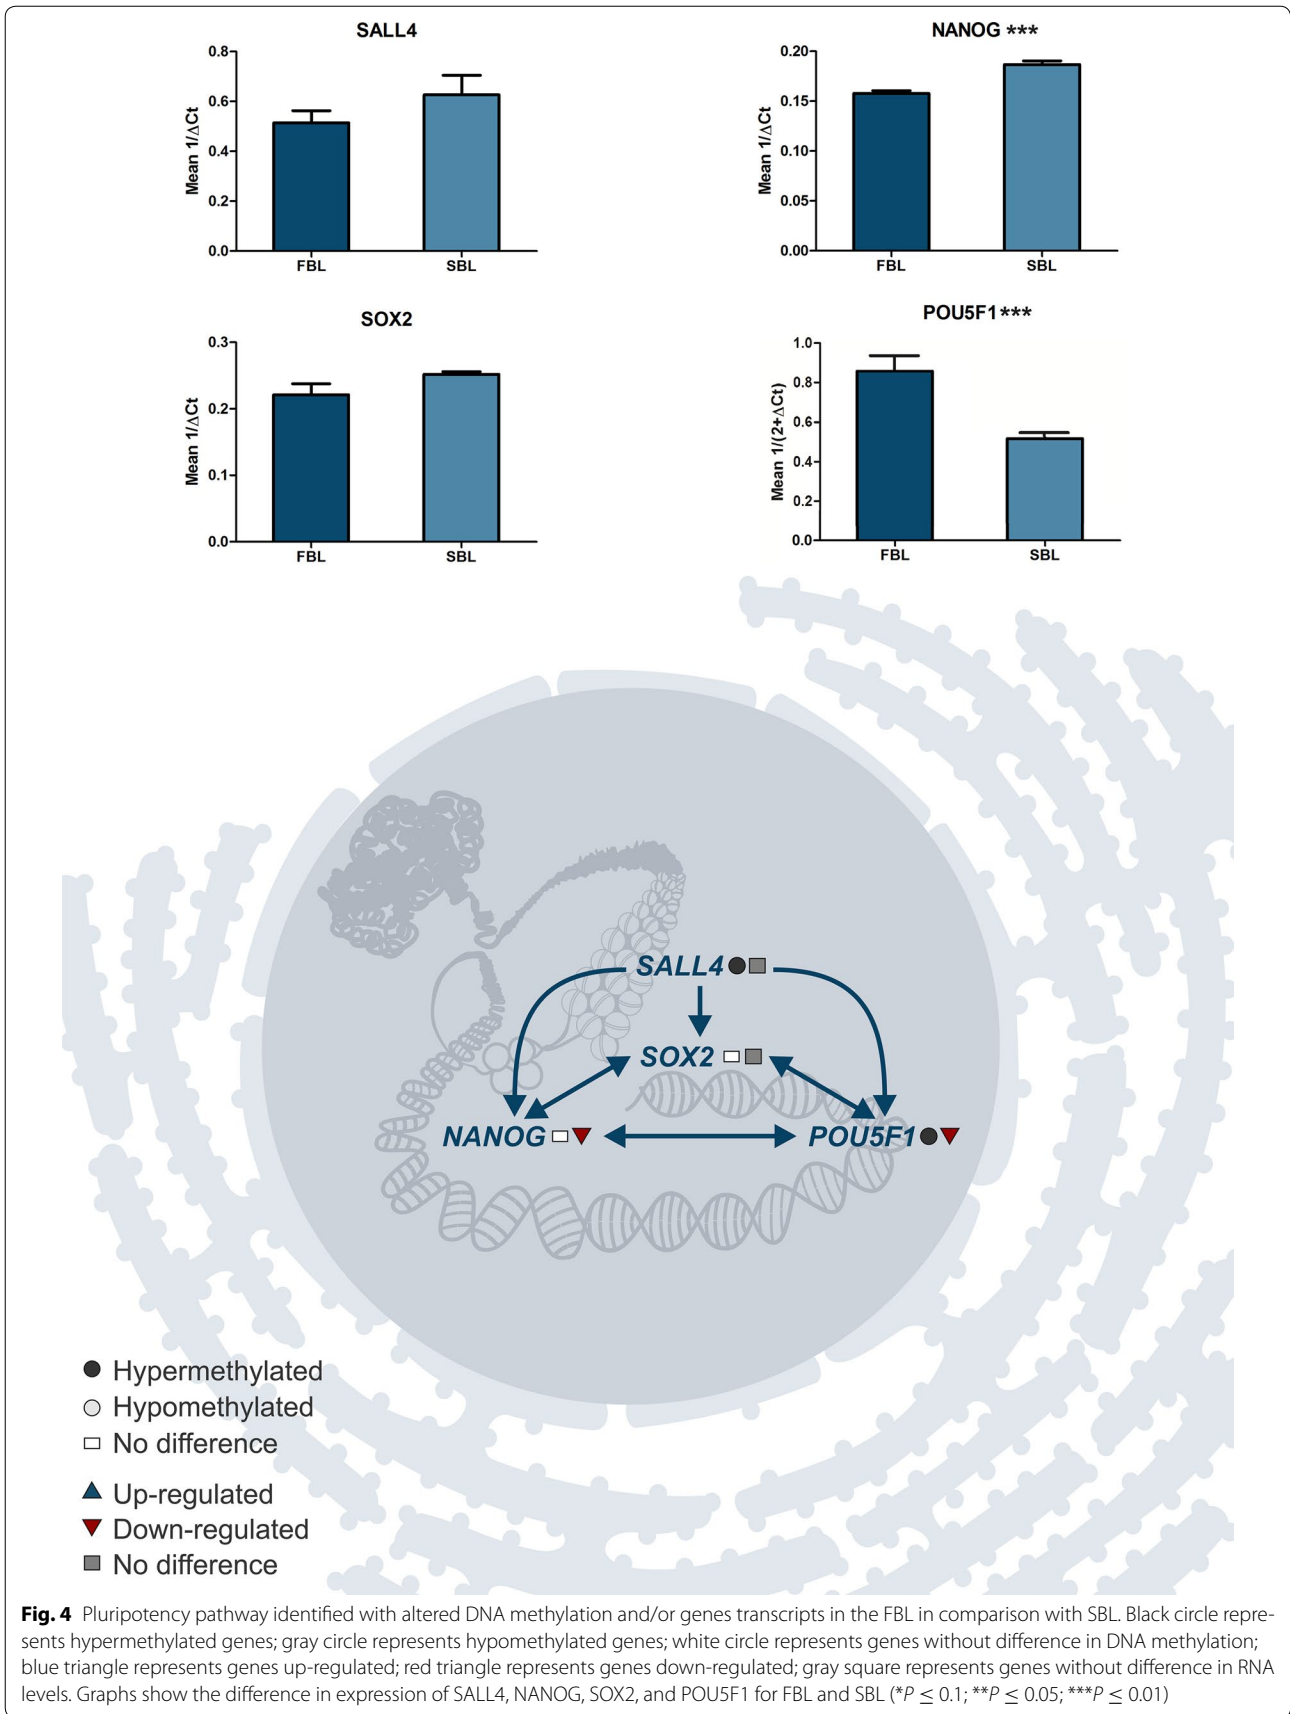 SALL4
0.8
0.6
0.4
0.2
0.0
Mean 1/ΔCt
FBL SBL
NANOG ***
0.20
0.15
0.10
0.05
0.00
Mean 1/ΔCt
FBL SBL
SOX2
0.3
0.2
0.1
0.0
Mean 1/ΔCt
FBL SBL
POU5F1***
1.0
0.8
0.6
0.4
0.2
0.0
Mean 1/(2+ΔCt)
FBL SBL
SALL4
SOX2
NANOG POU5F1
Hypermethylated
Hypomethylated
No difference
Up-regulated
Down-regulated
No difference
Fig. 4 Pluripotency pathway identified with altered DNA methylation and/or genes transcripts in the FBL in comparison with SBL. Black circle repre-
sents hypermethylated genes; gray circle represents hypomethylated genes; white circle represents genes without difference in DNA methylation;
blue triangle represents genes up-regulated; red triangle represents genes down-regulated; gray square represents genes without difference in RNA
levels. Graphs show the difference in expression of SALL4, NANOG, SOX2, and POU5F1 for FBL and SBL (*P ≤ 0.1; **P ≤ 0.05; ***P ≤ 0.01)